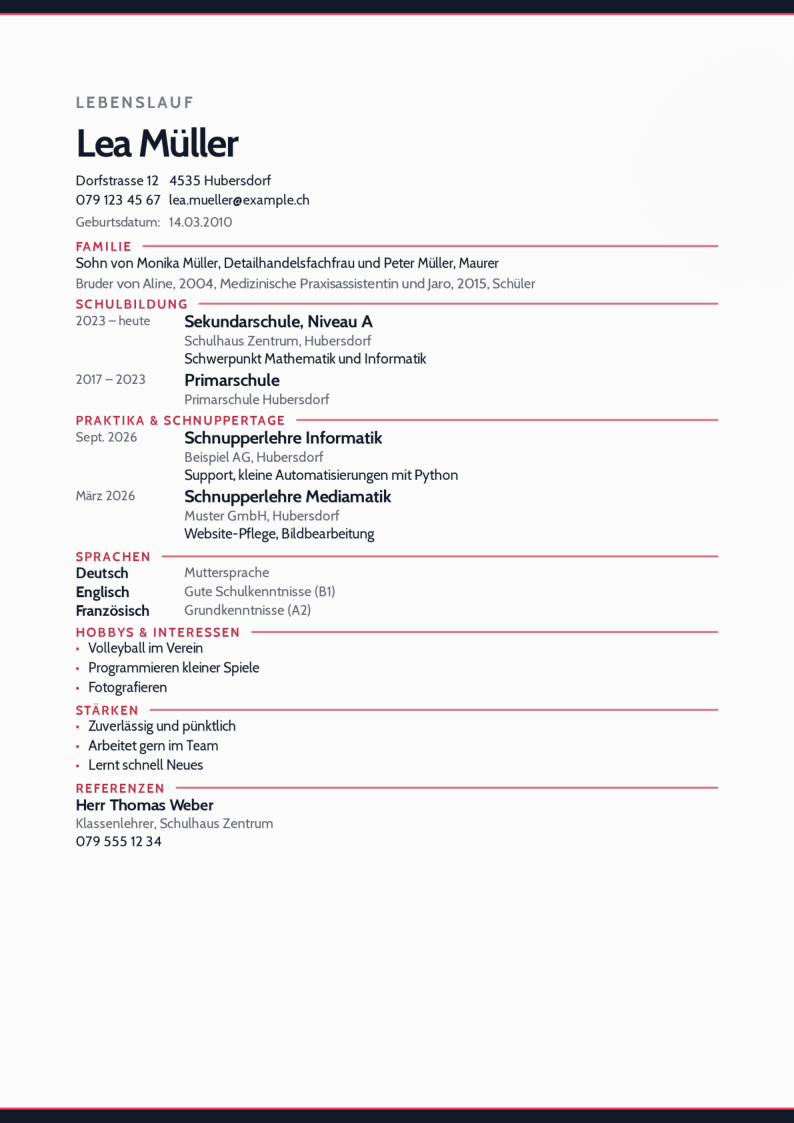 LEBENSLAUF
Lea Müller
Dorfstrasse 12 4535 Hubersdorf
079 123 45 67 lea.mueller@example.ch
Geburtsdatum: 14.03.2010
FAMILIE
Sohn von Monika Müller, Detailhandelsfachfrau und Peter Müller, Maurer
Bruder von Aline, 2004, Medizinische Praxisassistentin und Jaro, 2015, Schüler
SCHULBILDUNG
2023 – heute Sekundarschule, Niveau A
Schulhaus Zentrum, Hubersdorf
Schwerpunkt Mathematik und Informatik
2017 – 2023 Primarschule
Primarschule Hubersdorf
PRAKTIKA & SCHNUPPERTAGE
Sept. 2026 Schnupperlehre Informatik
Beispiel AG, Hubersdorf
Support, kleine Automatisierungen mit Python
März 2026 Schnupperlehre Mediamatik
Muster GmbH, Hubersdorf
Website-Pflege, Bildbearbeitung
SPRACHEN
Deutsch Muttersprache
Englisch Gute Schulkenntnisse (B1)
Französisch Grundkenntnisse (A2)
HOBBYS & INTERESSEN
• Volleyball im Verein
• Programmieren kleiner Spiele
• Fotografieren
STÄRKEN
• Zuverlässig und pünktlich
• Arbeitet gern im Team
• Lernt schnell Neues
REFERENZEN
Herr Thomas Weber
Klassenlehrer, Schulhaus Zentrum
079 555 12 34